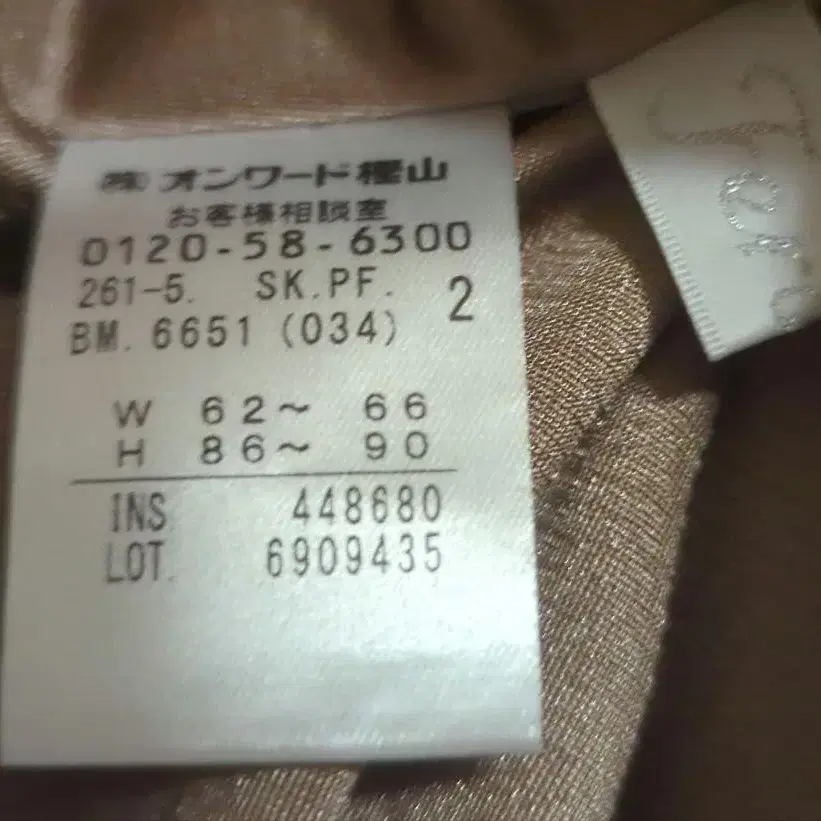 ㈱ オンワード樫山
お客様相談室
0120-58-6300
261-5. SK.PF. 2
BM. 6651 (034)
W 62～ 66
H 86～ 90
INS 448680
LOT. 6909435